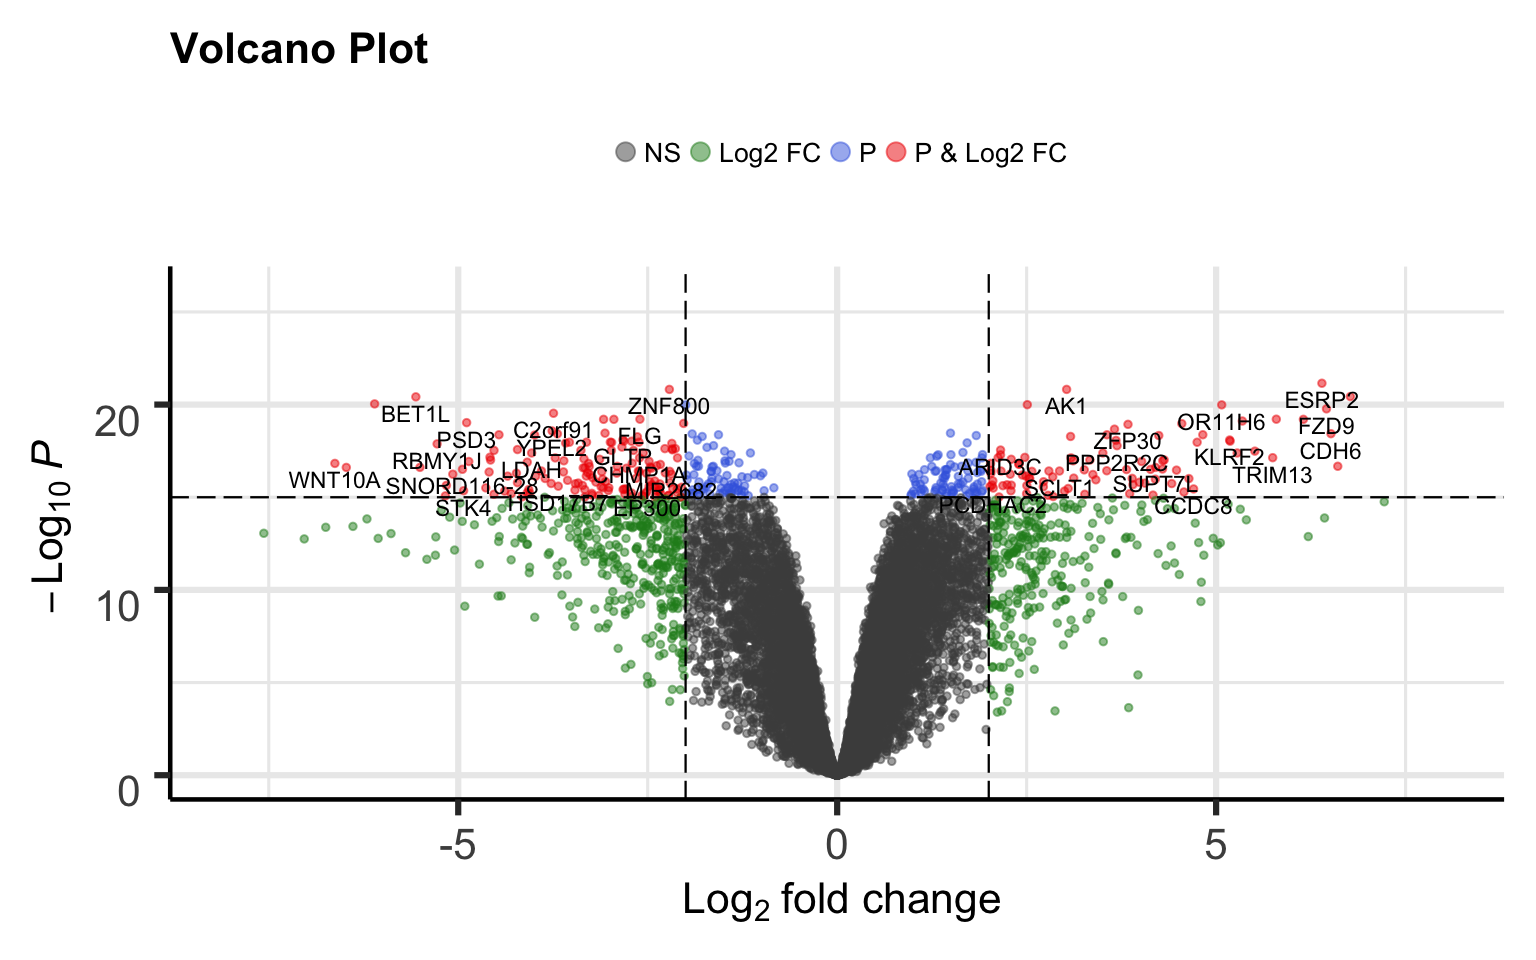 Volcano Plot
NS Log2 FC P P & Log2 FC
ESRP2
ZNF800 AK1
BET1L
OR11H6
FZD9
C2orf91
FLG
PSD3 ZFP30
YPEL2
CDH6
GLTP KLRF2
RBMY1J PPP2R2C
ARID3C
LDAH
CHMP1A TRIM13
WNT10A
SNORD116-28 SUPT7L
SCLT1
MIR2682
HSD17B7 PCDHAC2 CCDC8
STK4 EP300
20
10
0
-5 0 5
Log2 fold change
−Log10 P